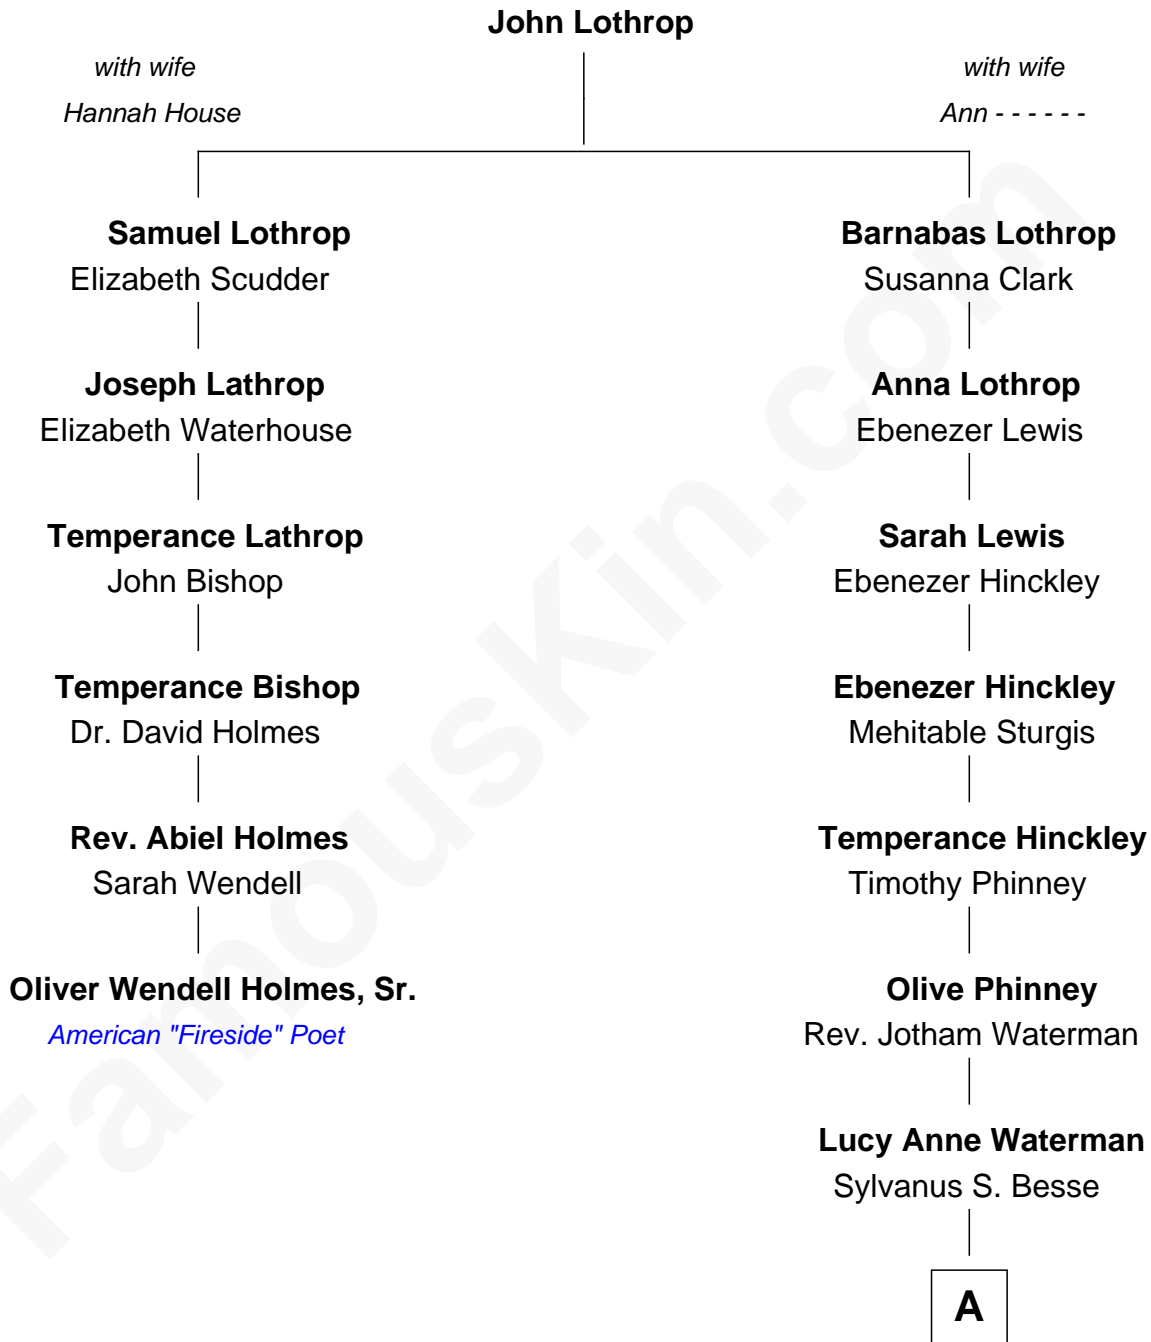 John Lothrop
with wife
Hannah House
with wife
Ann - - - - - -
Samuel Lothrop
Elizabeth Scudder
Joseph Lathrop
Elizabeth Waterhouse
Temperance Lathrop
John Bishop
Temperance Bishop
Dr. David Holmes
Rev. Abiel Holmes
Sarah Wendell
Oliver Wendell Holmes, Sr.
American "Fireside" Poet
Barnabas Lothrop
Susanna Clark
Anna Lothrop
Ebenezer Lewis
Sarah Lewis
Ebenezer Hinckley
Ebenezer Hinckley
Mehitable Sturgis
Temperance Hinckley
Timothy Phinney
Olive Phinney
Rev. Jotham Waterman
Lucy Anne Waterman
Sylvanus S. Besse
A
FamousKin.com